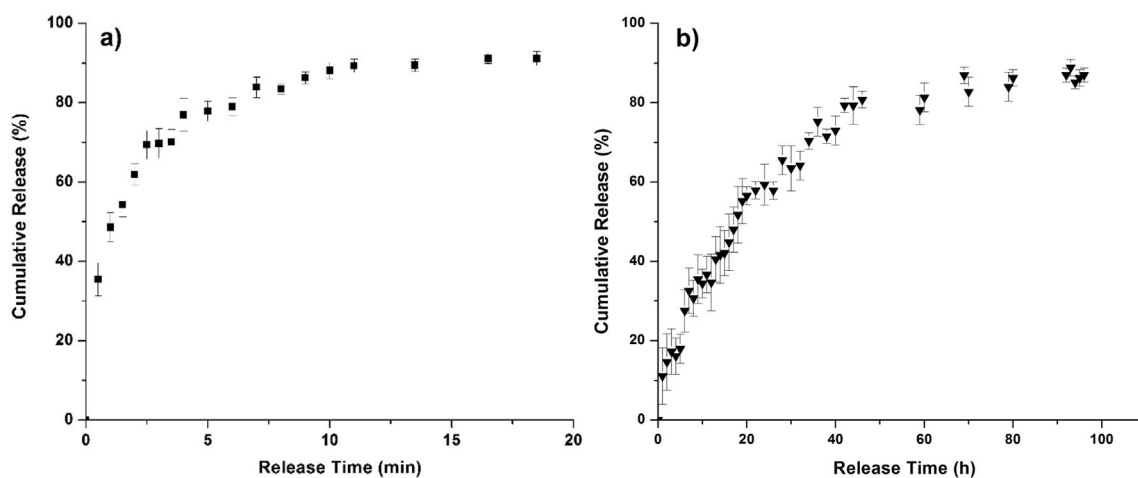 a)
100
80
60
40
20
0
Cumulative Release (%)
0 5 10 15 20
Release Time (min)
b)
100
80
60
40
20
0
Cumulative Release (%)
0 20 40 60 80 100
Release Time (h)